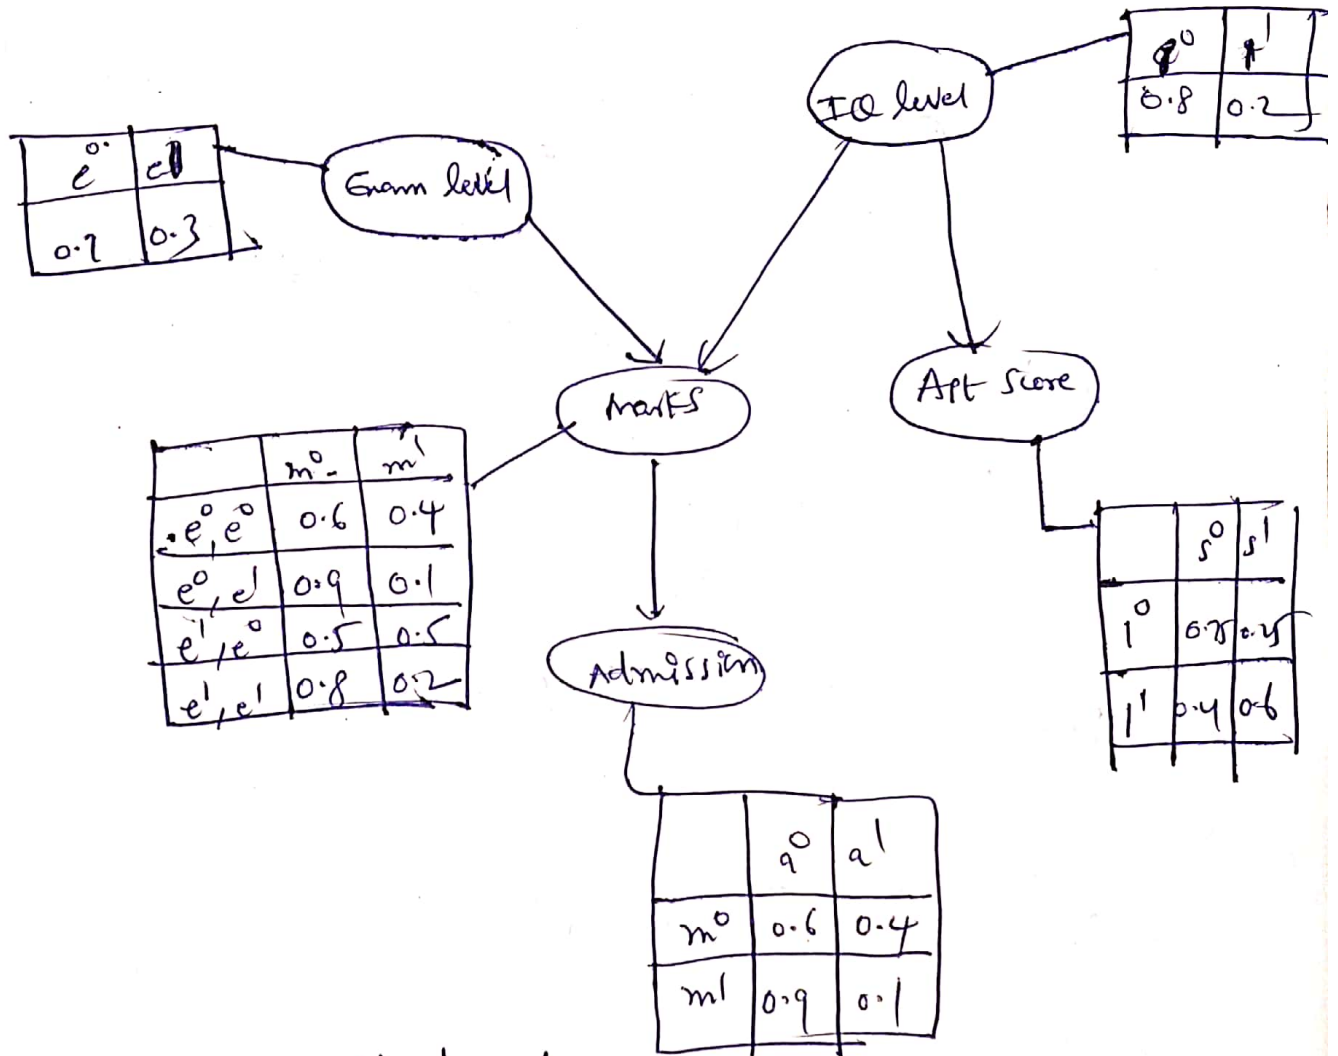 IQ level
0.8 0.2
e⁰ e1
0.7 0.3
Exam level
Marks
Apt Score
m⁰ m¹
e⁰, e⁰ 0.6 0.4
e⁰, e¹ 0.9 0.1
e¹, e⁰ 0.5 0.5
e¹, e¹ 0.8 0.2
s⁰ s¹
1⁰ 0.75 0.25
1¹ 0.4 0.6
Admission
a⁰ a¹
m⁰ 0.6 0.4
m¹ 0.9 0.1